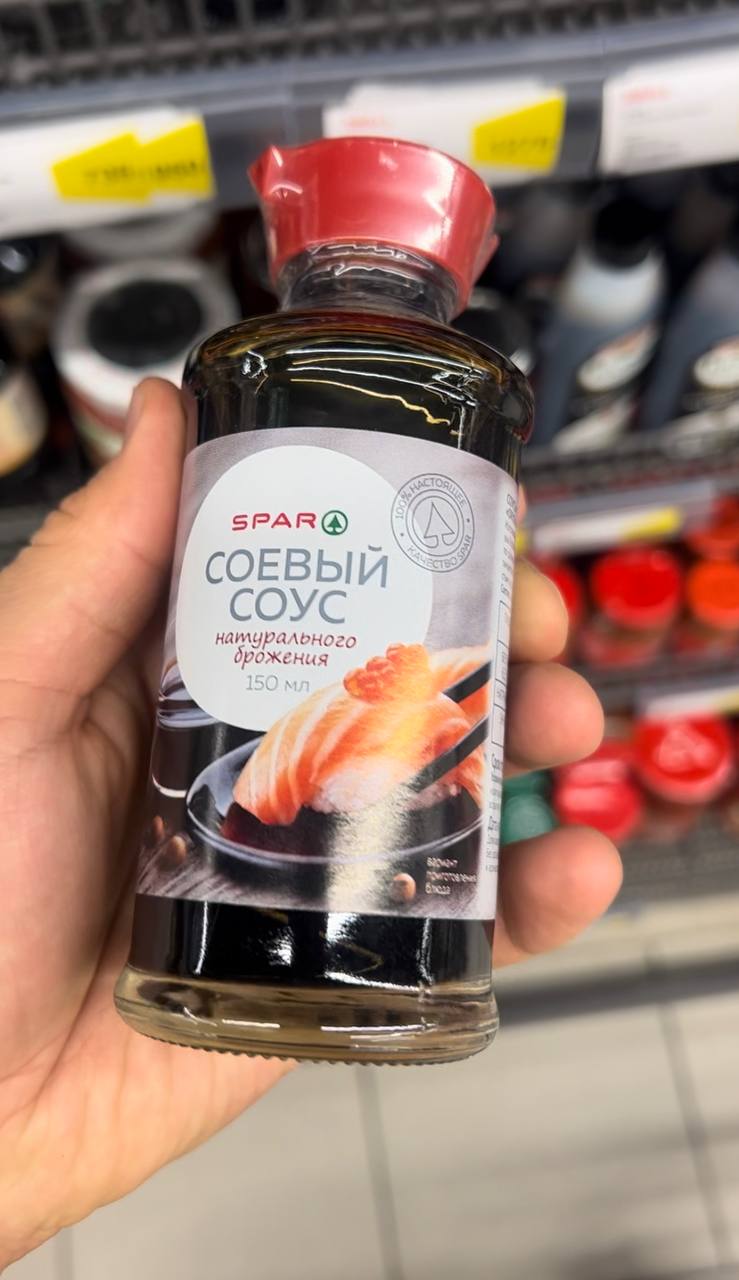 SPAR
100% НАСТОЯЩЕЕ
КАЧЕСТВО SPAR
СОЕВЫЙ
СОУС
натурального
брожения
150 мл
вариант
приготовления
блюда